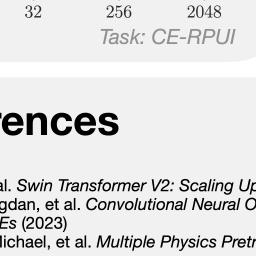 32 256 2048
Task: CE-RPUI
rences
al. Swin Transformer V2: Scaling Up
gdan, et al. Convolutional Neural O
Es (2023)
Michael, et al. Multiple Physics Pretr